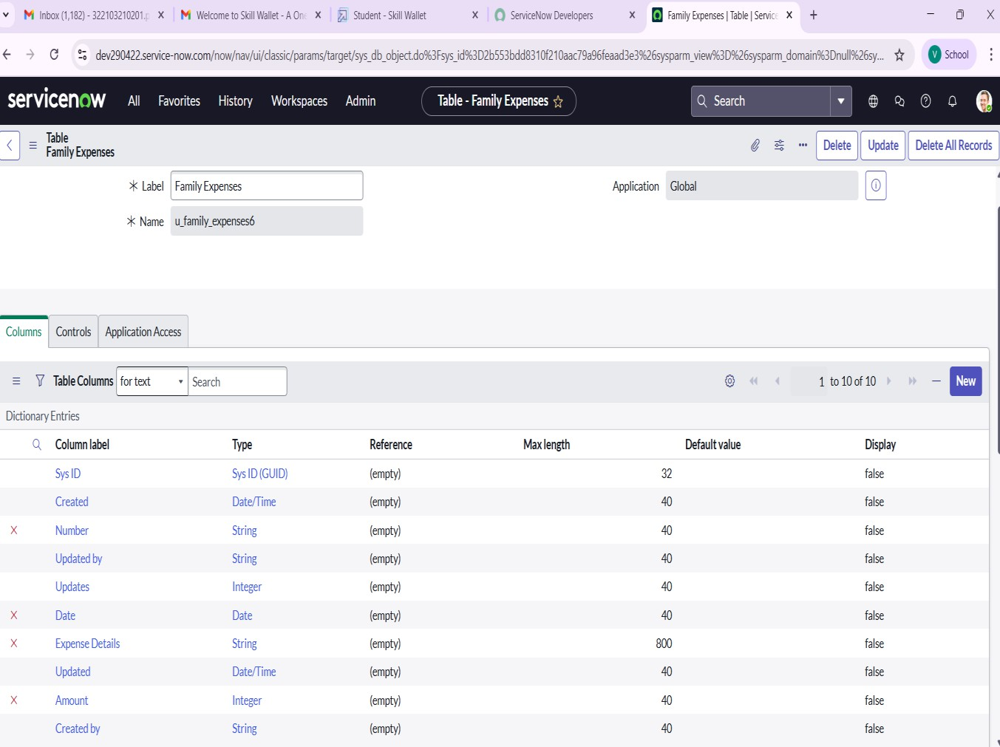 Inbox (1,182) - 322103210201.p
Welcome to Skill Wallet - A One
Student - Skill Wallet
ServiceNow Developers
Family Expenses | Table | Service
dev290422.service-now.com/now/nav/ui/classic/params/target/sys_db_object.do%3Fsys_id%3D2b553bdd8310f210aac79a96feaad3e3%26sysparm_view%3D%26sysparm_domain%3Dnull%26sy...
V School
servicenow All Favorites History Workspaces Admin Table - Family Expenses Search
Table
Family Expenses
Delete Update Delete All Records
Label Family Expenses Application Global
Name u_family_expenses6
Columns Controls Application Access
Table Columns for text Search 1 to 10 of 10 New
Dictionary Entries
Column label Type Reference Max length Default value Display
Sys ID Sys ID (GUID) (empty) 32 false
Created Date/Time (empty) 40 false
X Number String (empty) 40 false
Updated by String (empty) 40 false
Updates Integer (empty) 40 false
X Date Date (empty) 40 false
X Expense Details String (empty) 800 false
Updated Date/Time (empty) 40 false
X Amount Integer (empty) 40 false
Created by String (empty) 40 false